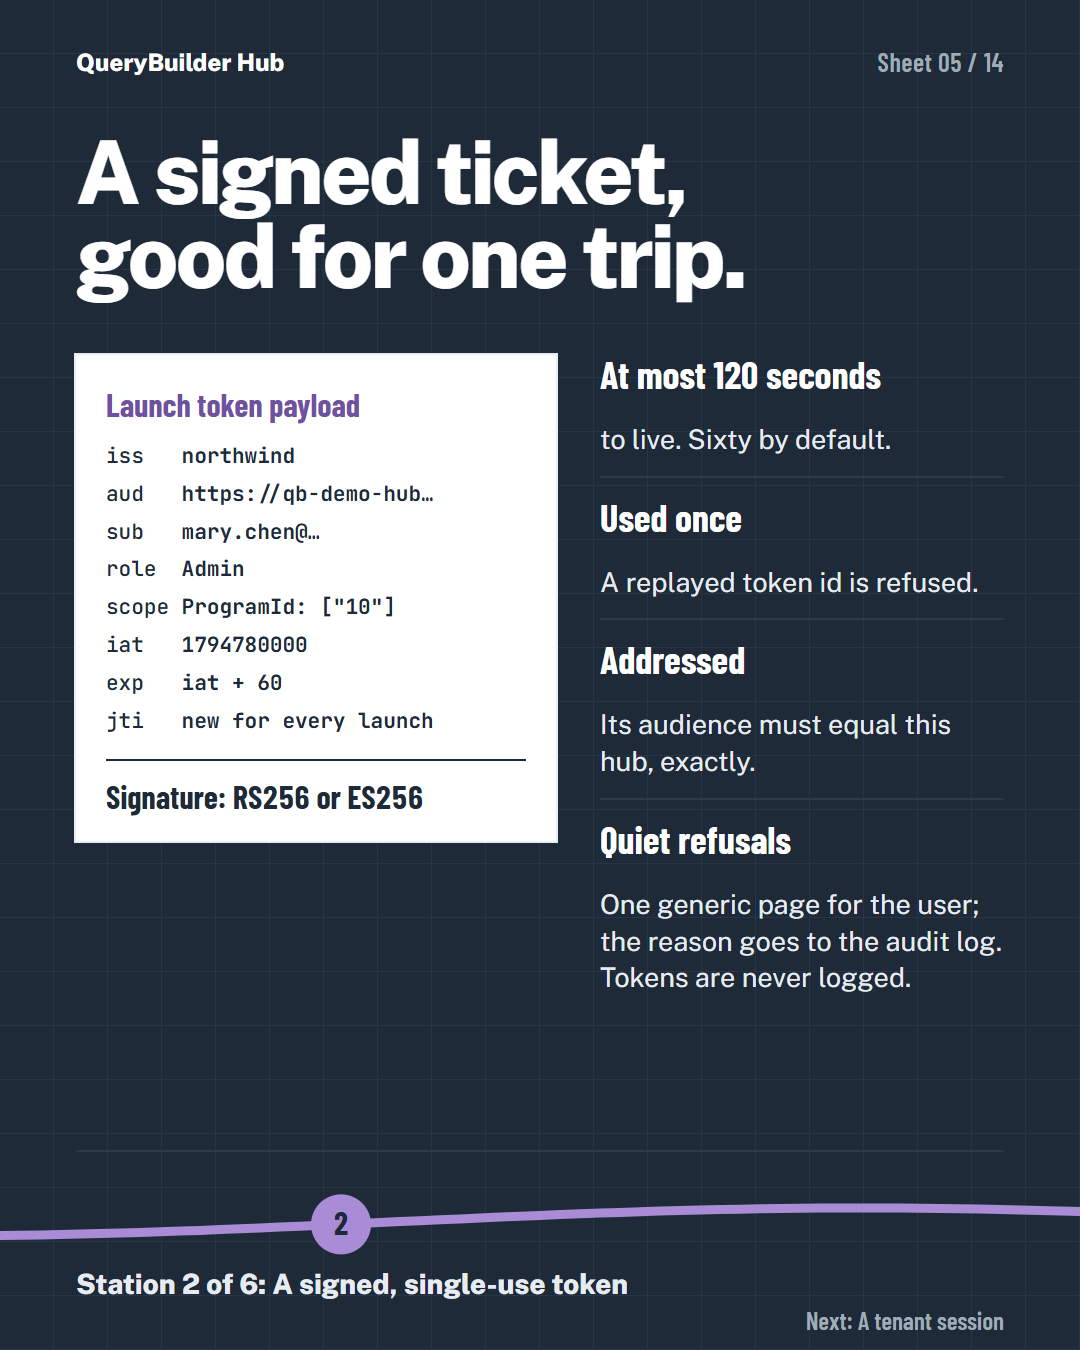 QueryBuilder Hub
Sheet 05 / 14
A signed ticket,
good for one trip.
Launch token payload
iss northwind
aud https://qb-demo-hub…
sub mary.chen@…
role Admin
scope ProgramId: ["10"]
iat 1794780000
exp iat + 60
jti new for every launch
Signature: RS256 or ES256
At most 120 seconds
to live. Sixty by default.
Used once
A replayed token id is refused.
Addressed
Its audience must equal this
hub, exactly.
Quiet refusals
One generic page for the user;
the reason goes to the audit log.
Tokens are never logged.
2
Station 2 of 6: A signed, single-use token
Next: A tenant session